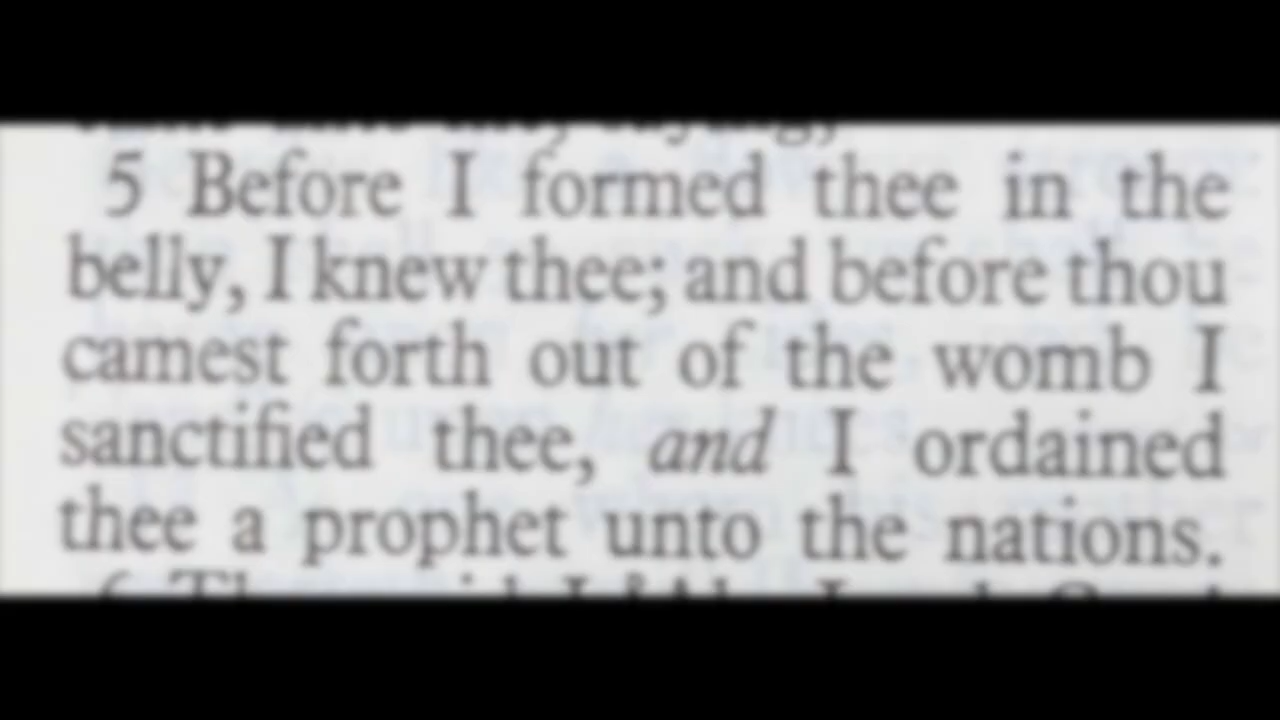 5 Before I formed thee in the
belly, I knew thee; and before thou
camest forth out of the womb I
sanctified thee, and I ordained
thee a prophet unto the nations.